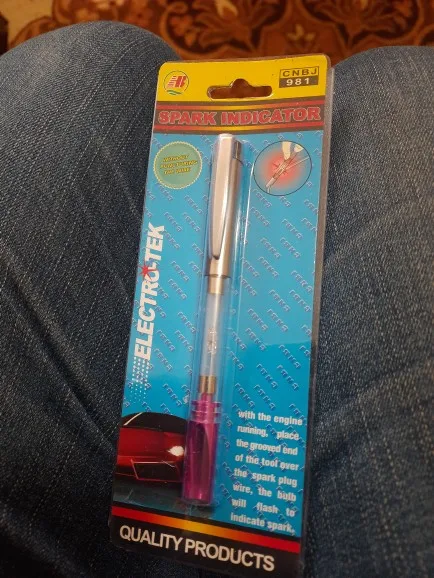 CNBJ
981
SPARK INDICATOR
ELECTRO-TEK
with the engine
running, place
the grooved end
of the tool over
the spark plug
wire, the bulb
will flash to
indicate spark.
QUALITY PRODUCTS